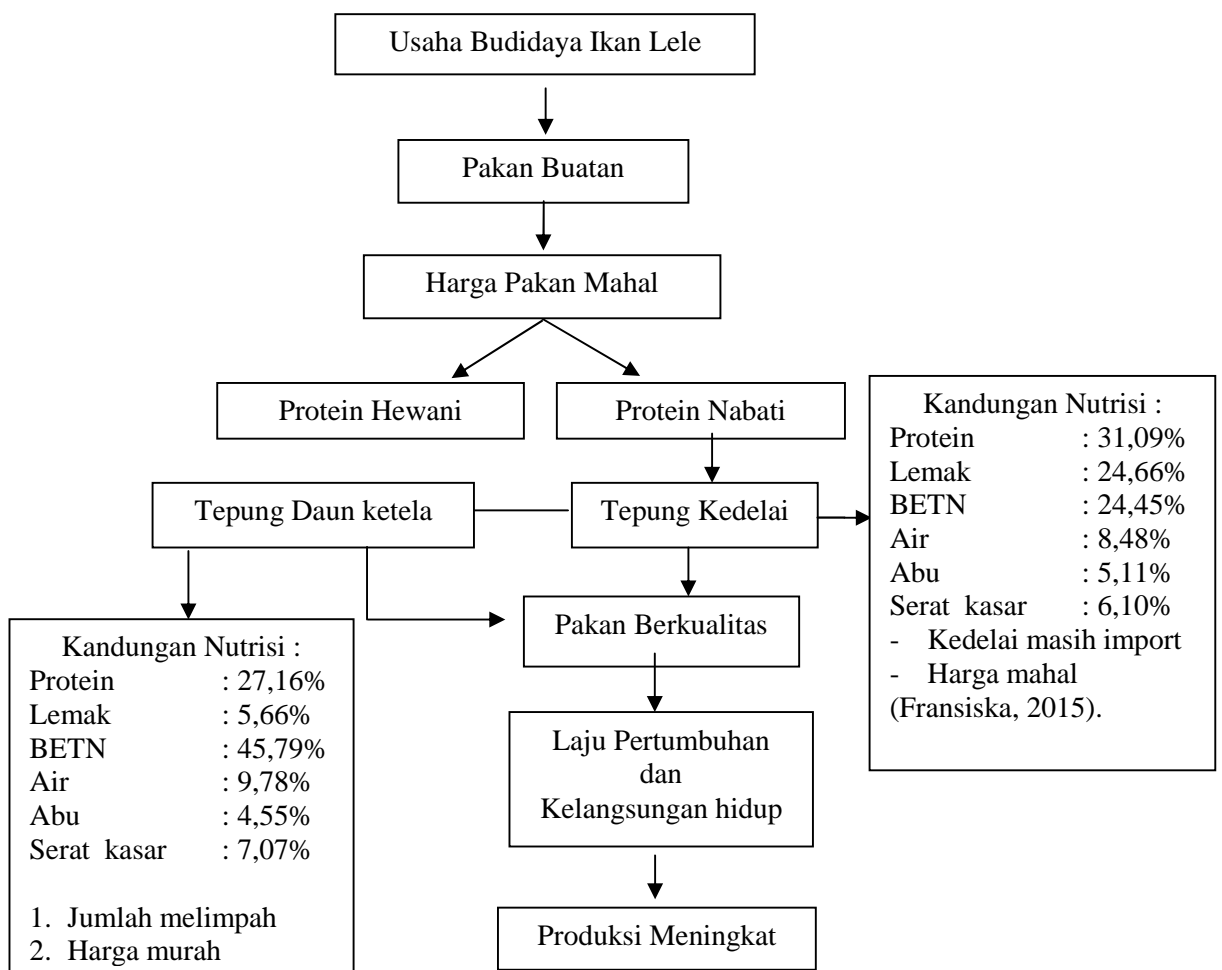 Usaha Budidaya Ikan Lele
Pakan Buatan
Harga Pakan Mahal
Protein Hewani
Protein Nabati
Kandungan Nutrisi :
Protein : 31,09%
Lemak : 24,66%
BETN : 24,45%
Air : 8,48%
Abu : 5,11%
Serat kasar : 6,10%
- Kedelai masih import
- Harga mahal
(Fransiska, 2015).
Tepung Daun ketela
Tepung Kedelai
Pakan Berkualitas
Kandungan Nutrisi :
Protein : 27,16%
Lemak : 5,66%
BETN : 45,79%
Air : 9,78%
Abu : 4,55%
Serat kasar : 7,07%
1. Jumlah melimpah
2. Harga murah
Laju Pertumbuhan
dan
Kelangsungan hidup
Produksi Meningkat